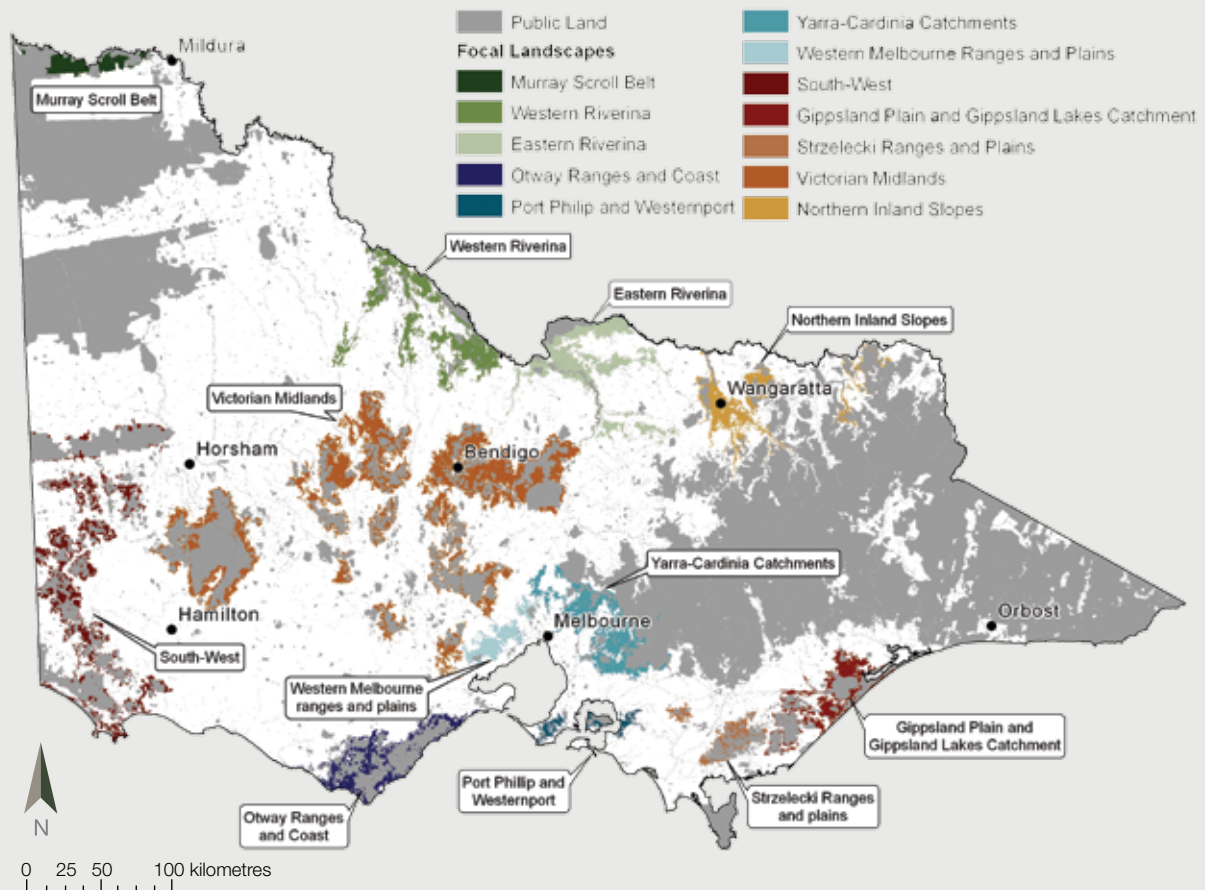 Public Land
Focal Landscapes
Murray Scroll Belt
Western Riverina
Eastern Riverina
Otway Ranges and Coast
Port Philip and Westernport
Yarra-Cardinia Catchments
Western Melbourne Ranges and Plains
South-West
Gippsland Plain and Gippsland Lakes Catchment
Strzelecki Ranges and Plains
Victorian Midlands
Northern Inland Slopes
Mildura
Murray Scroll Belt
Western Riverina
Eastern Riverina
Northern Inland Slopes
Wangaratta
Victorian Midlands
Horsham
Bendigo
Yarra-Cardinia Catchments
Hamilton
Melbourne
Orbost
South-West
Western Melbourne
ranges and plains
Gippsland Plain and
Gippsland Lakes Catchment
Port Phillip and
Westernport
Strzelecki Ranges
and plains
Otway Ranges
and Coast
N
0 25 50 100 kilometres